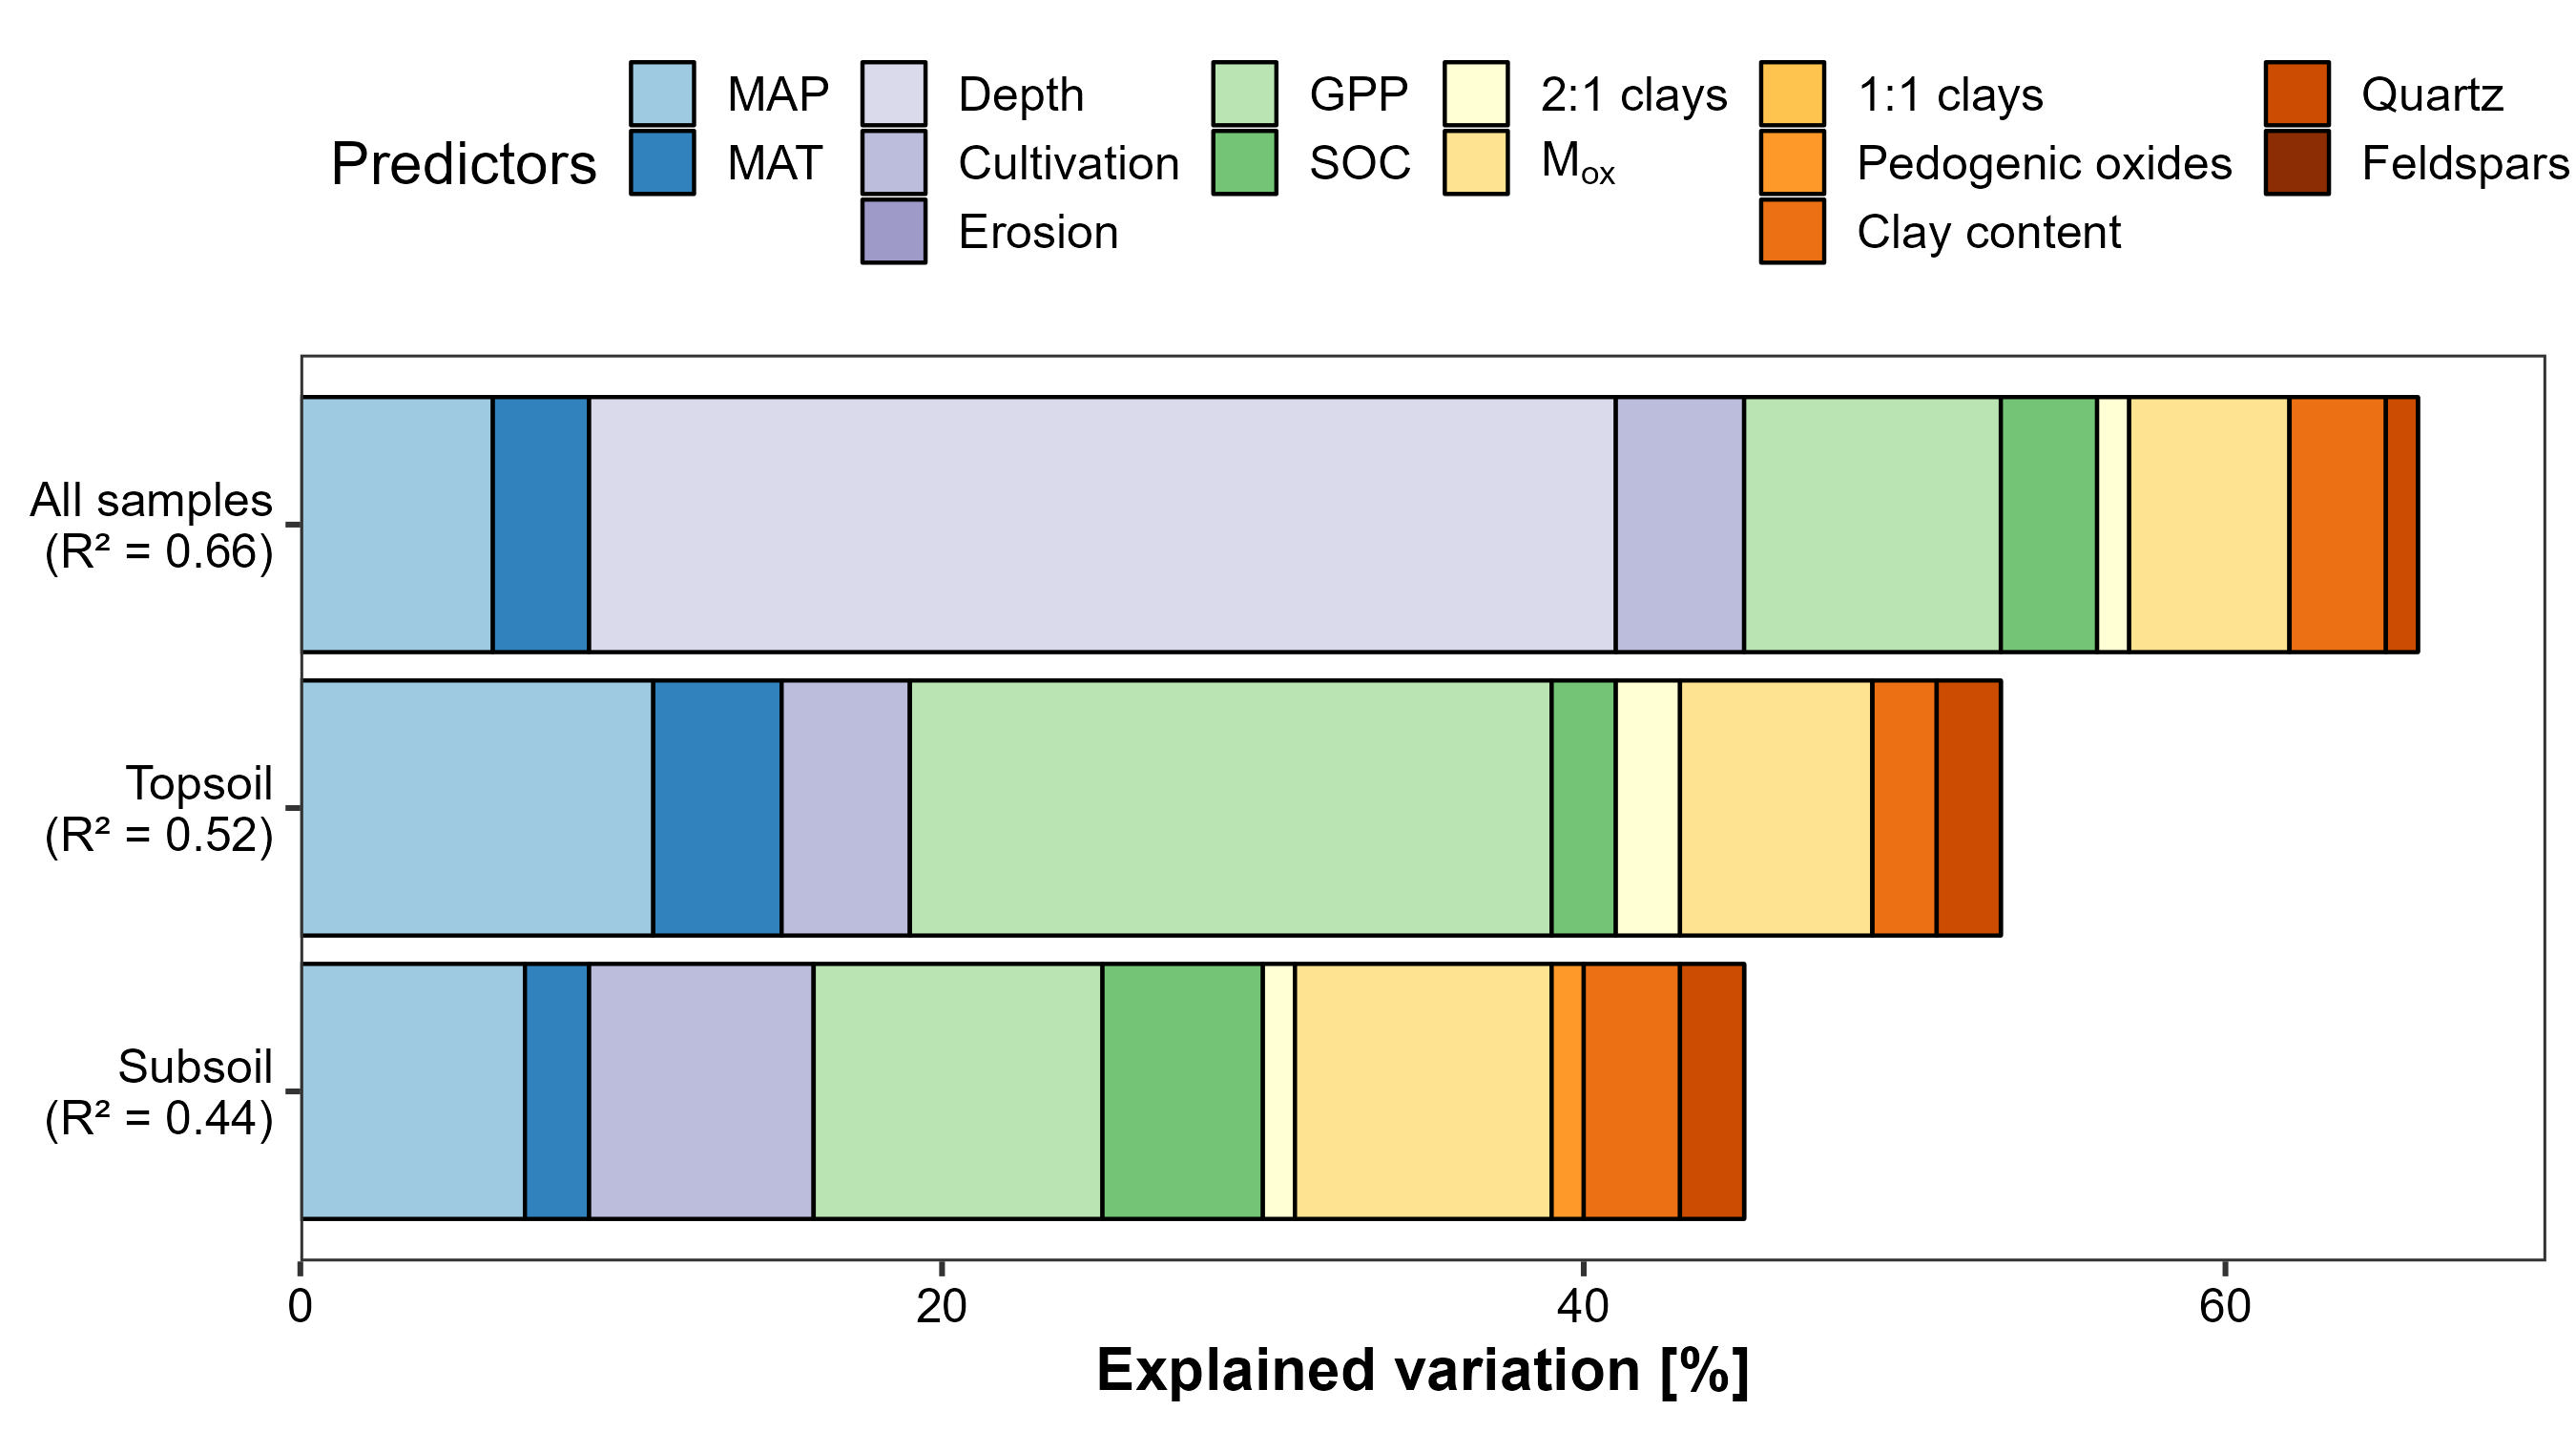 Predictors
MAP
MAT
Depth
Cultivation
Erosion
GPP
SOC
2:1 clays
Mox
1:1 clays
Pedogenic oxides
Clay content
Quartz
Feldspars
All samples
(R² = 0.66)
Topsoil
(R² = 0.52)
Subsoil
(R² = 0.44)
0 20 40 60
Explained variation [%]